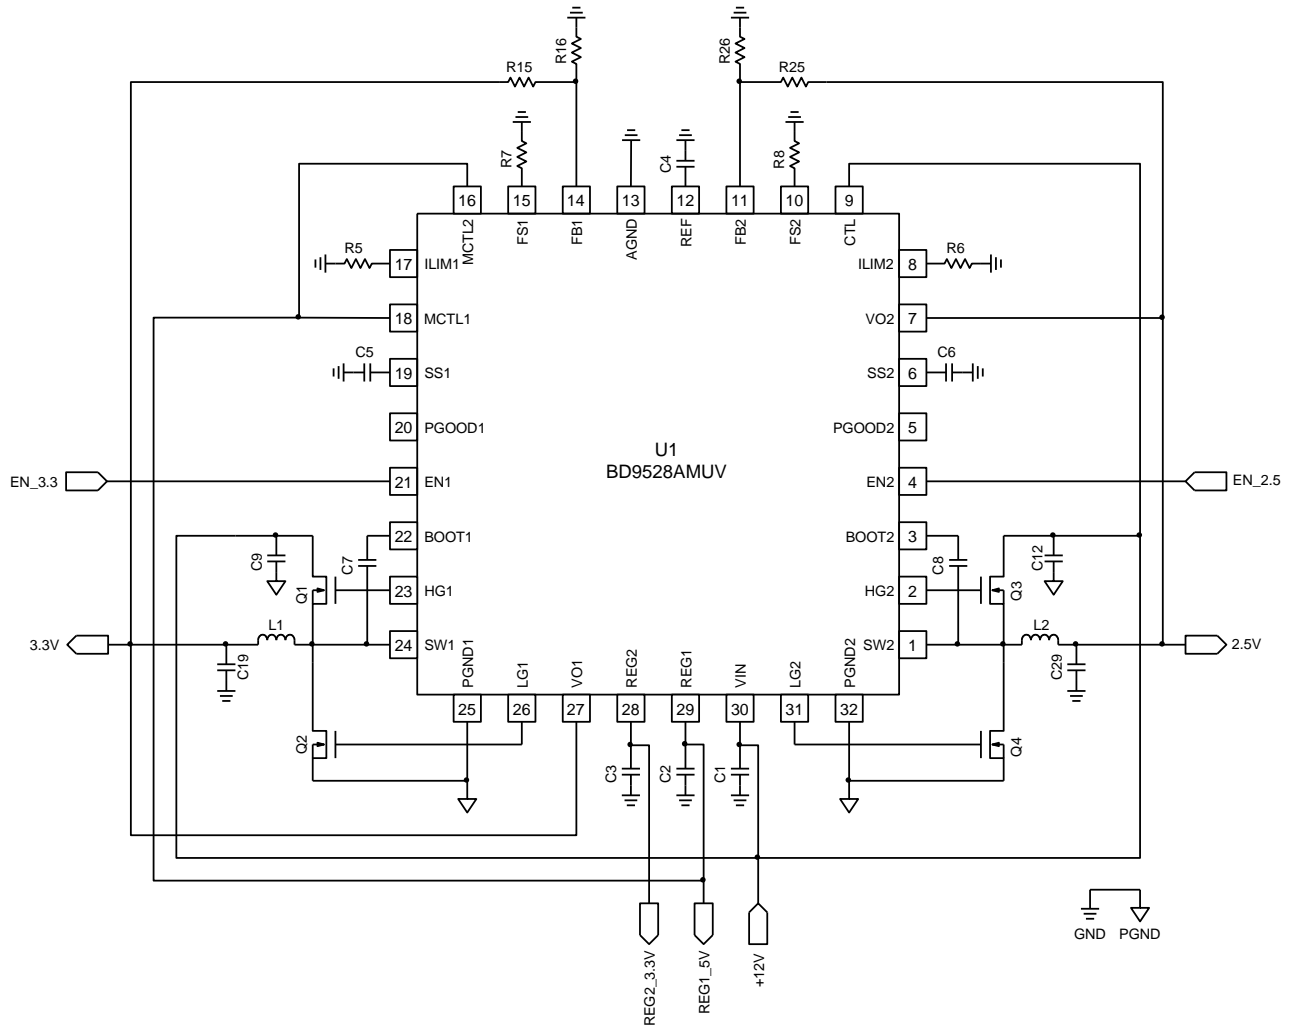 R16
R26
R15
R25
R7
C4
R8
16
15
14
13
12
11
10
9
MCTL2
FS1
FB1
AGND
REF
FB2
FS2
CTL
R5
17
ILIM1
ILIM2
8
R6
18
MCTL1
VO2
7
C5
19
SS1
SS2
6
C6
20
PGOOD1
PGOOD2
5
U1
BD9528AMUV
EN_3.3
21
EN1
EN2
4
EN_2.5
22
BOOT1
BOOT2
3
C9
C7
C8
C12
Q1
23
HG1
HG2
2
Q3
3.3V
L1
24
SW1
SW2
1
L2
2.5V
C19
C29
PGND1
LG1
VO1
REG2
REG1
VIN
LG2
PGND2
25
26
27
28
29
30
31
32
Q2
Q4
C3
C2
C1
GND
PGND
REG2_3.3V
REG1_5V
+12V